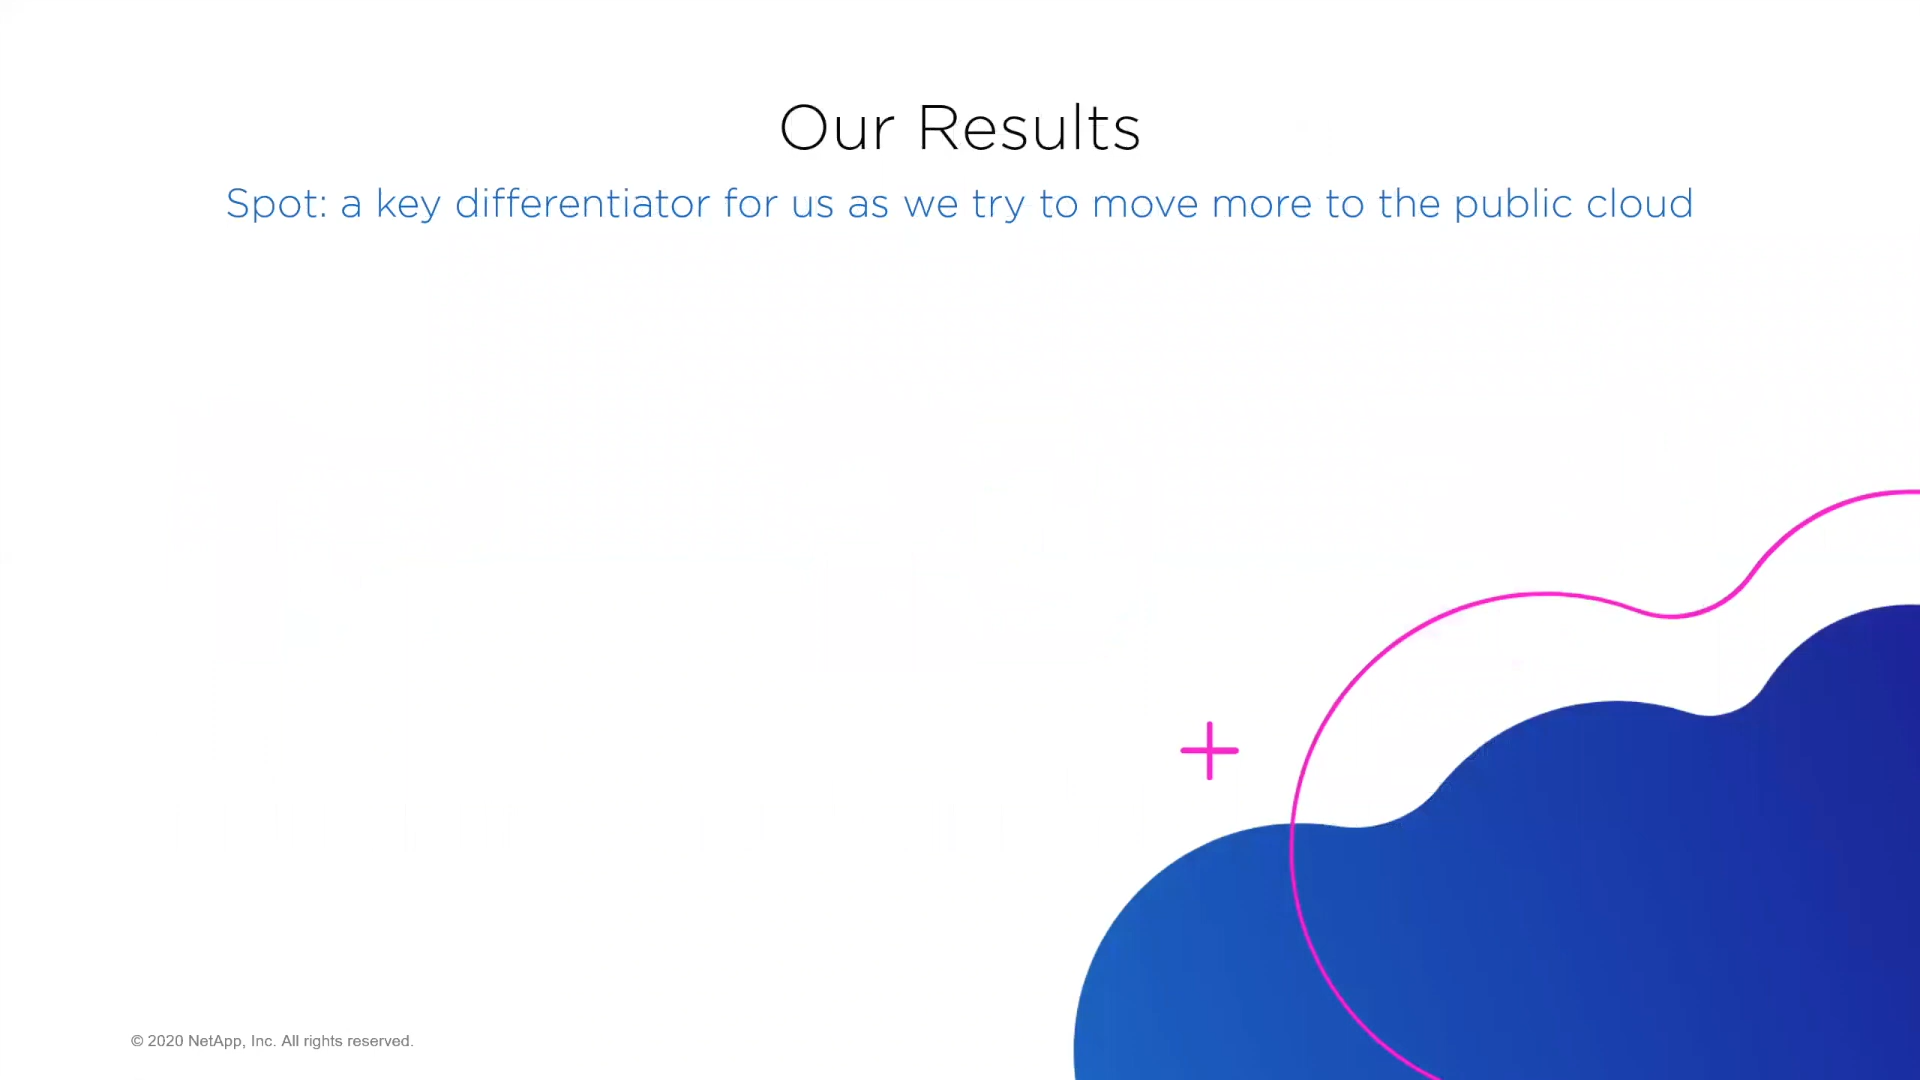 Our Results
Spot: a key differentiator for us as we try to move more to the public cloud
© 2020 NetApp, Inc. All rights reserved.